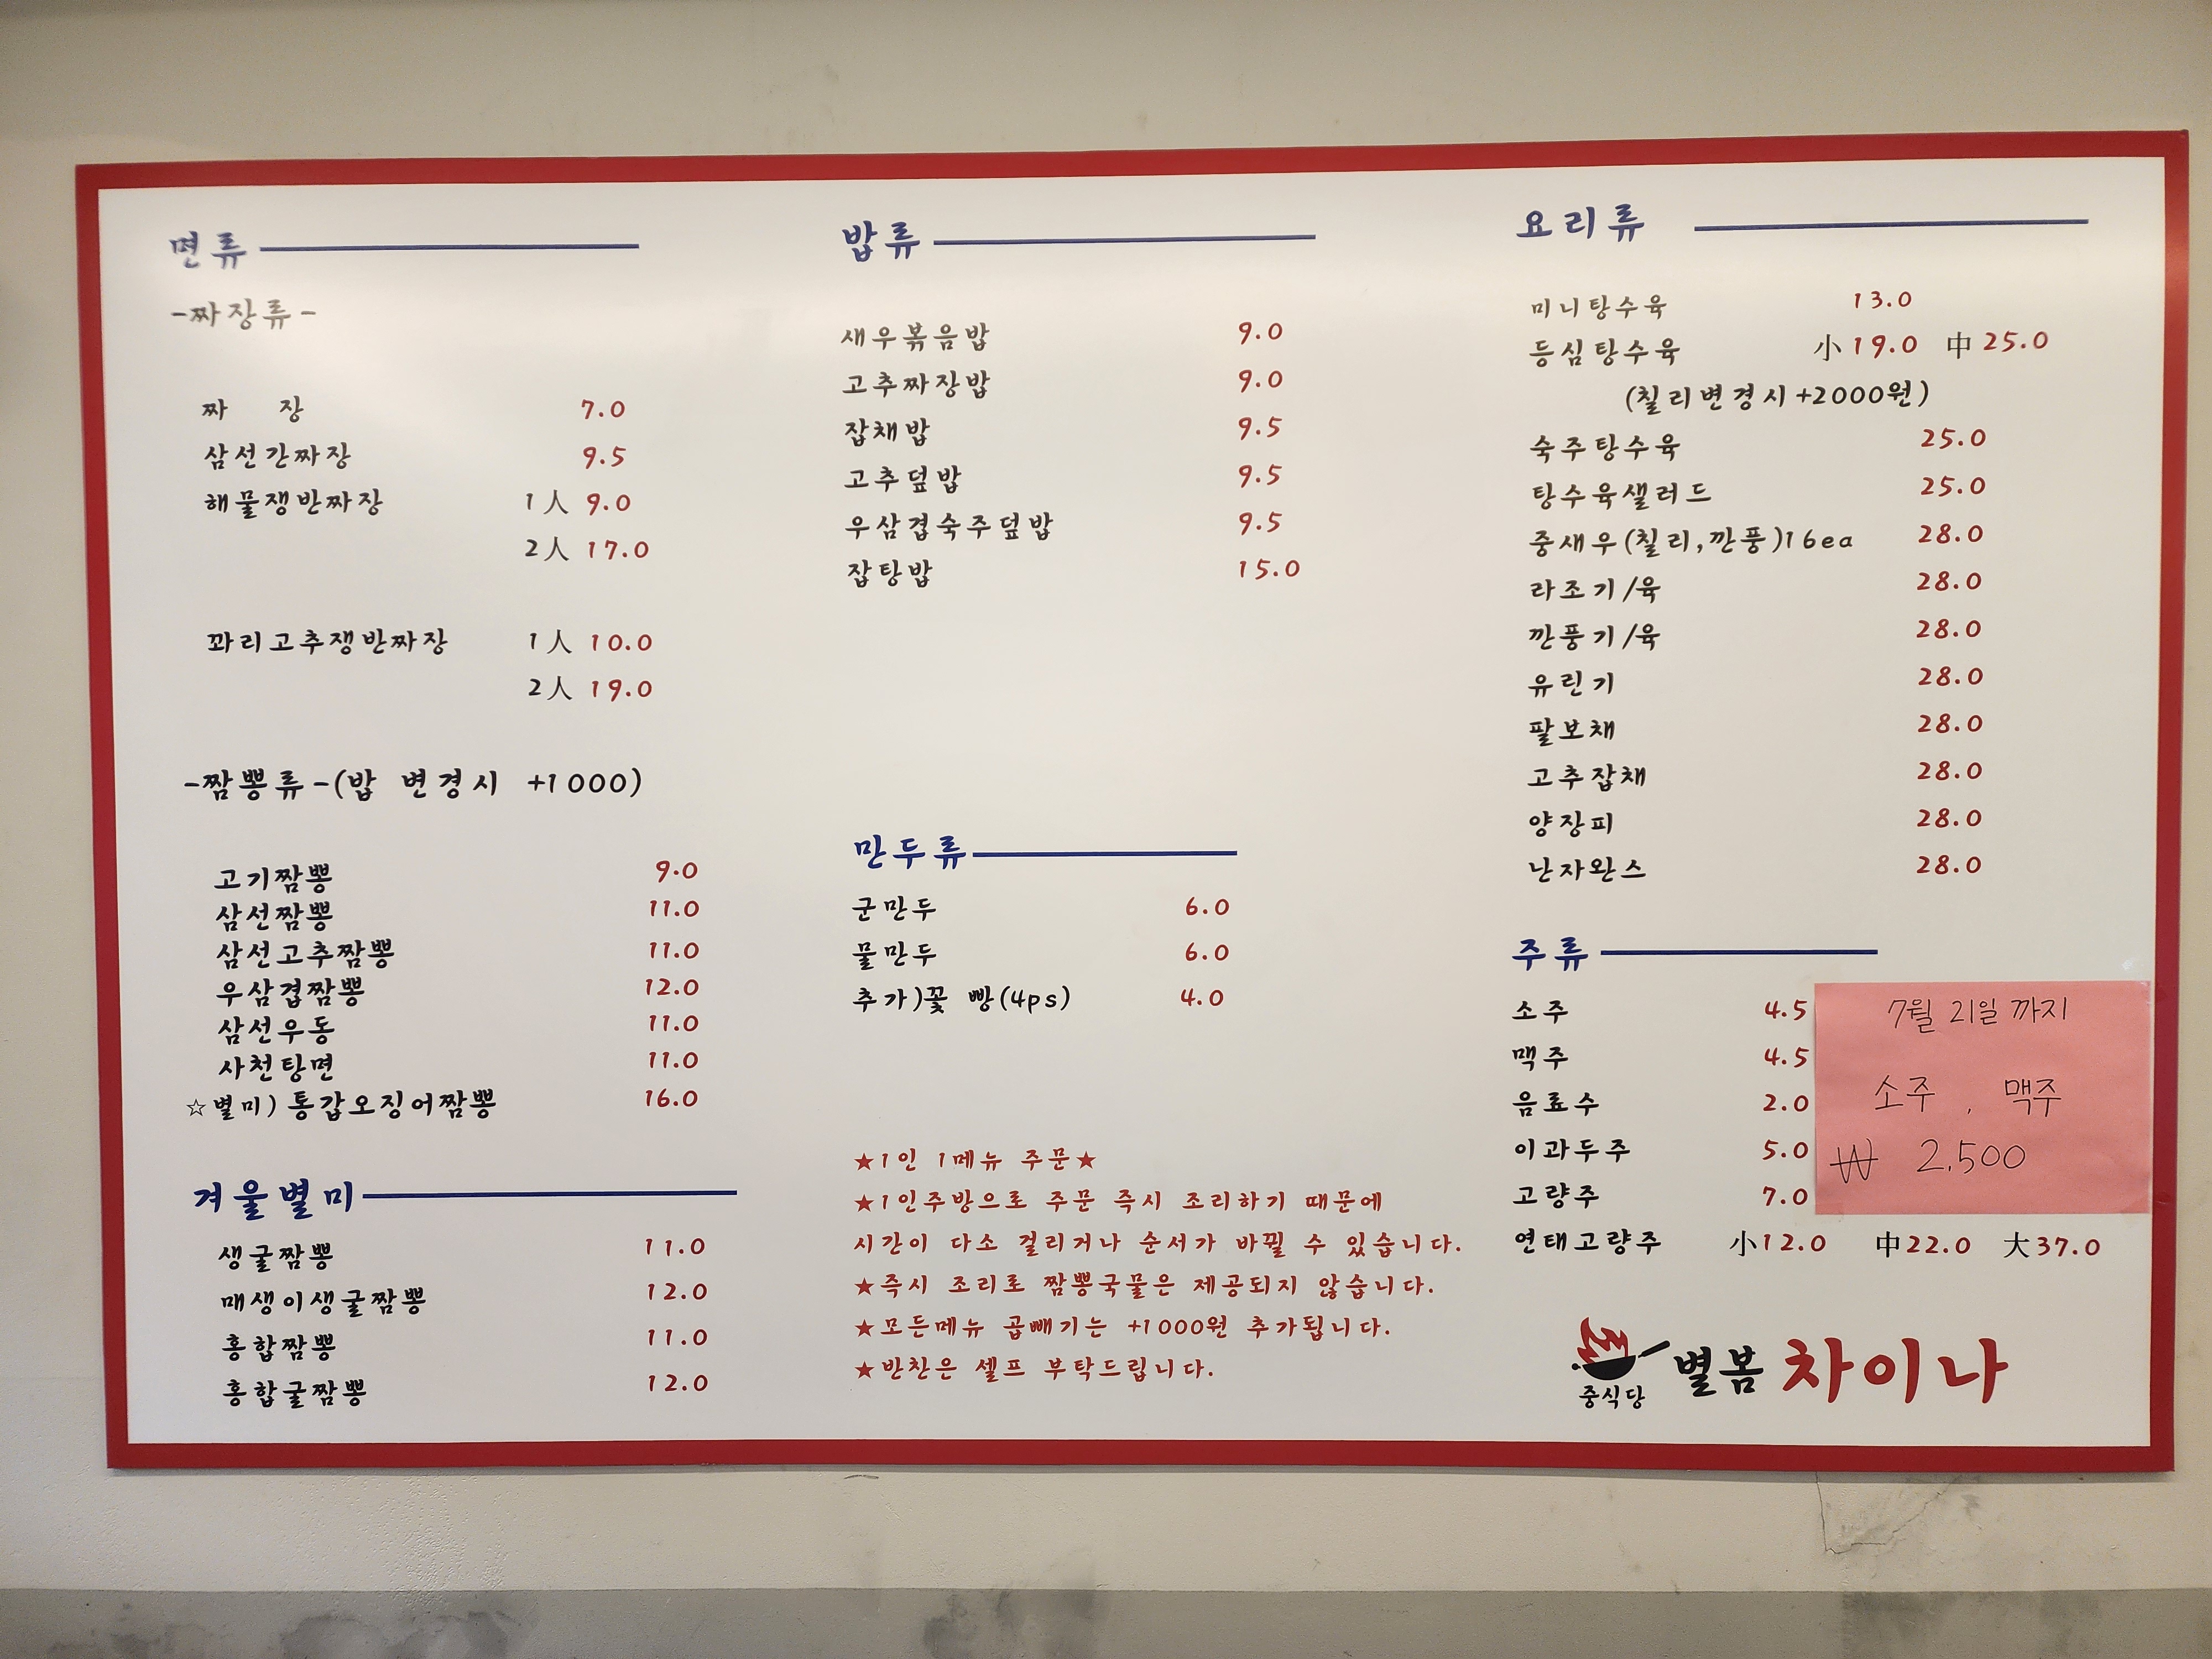 면류
-짜장류-
짜 장 7.0
삼선간짜장 9.5
해물쟁반짜장 1人 9.0
2人 17.0
꽈리고추쟁반짜장 1人 10.0
2人 19.0
-짬뽕류-(밥 변경시 +1000)
고기짬뽕 9.0
삼선짬뽕 11.0
삼선고추짬뽕 11.0
우삼겹짬뽕 12.0
삼선우동 11.0
사천탕면 11.0
☆별미) 통갑오징어짬뽕 16.0
겨울별미
생굴짬뽕 11.0
매생이생굴짬뽕 12.0
홍합짬뽕 11.0
홍합굴짬뽕 12.0
밥류
새우볶음밥 9.0
고추짜장밥 9.0
잡채밥 9.5
고추덮밥 9.5
우삼겹숙주덮밥 9.5
잡탕밥 15.0
만두류
군만두 6.0
물만두 6.0
추가)꽃 빵(4ps) 4.0
★1인 1메뉴 주문★
★1인주방으로 주문 즉시 조리하기 때문에
시간이 다소 걸리거나 순서가 바뀔 수 있습니다.
★즉시 조리로 짬뽕국물은 제공되지 않습니다.
★모든메뉴 곱빼기는 +1000원 추가됩니다.
★반찬은 셀프 부탁드립니다.
요리류
미니탕수육 13.0
등심탕수육 小19.0 中25.0
(칠리변경시+2000원)
숙주탕수육 25.0
탕수육샐러드 25.0
중새우(칠리,깐풍)16ea 28.0
라조기/육 28.0
깐풍기/육 28.0
유린기 28.0
팔보채 28.0
고추잡채 28.0
양장피 28.0
난자완스 28.0
주류
소주 4.5
맥주 4.5
음료수 2.0
이과두주 5.0
고량주 7.0
연태고량주 小12.0 中22.0 大37.0
7월 21일 까지
소주 , 맥주
₩ 2,500
중식당
별봄 차이나